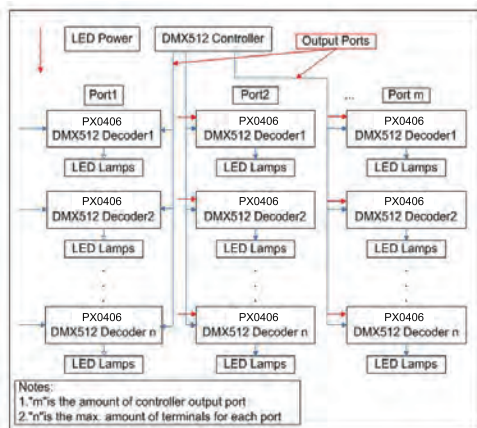 LED Power
DMX512 Controller
Output Ports
Port1
Port2
... Port m
PX0406
DMX512 Decoder1
PX0406
DMX512 Decoder1
PX0406
DMX512 Decoder1
LED Lamps
LED Lamps
LED Lamps
PX0406
DMX512 Decoder2
PX0406
DMX512 Decoder2
PX0406
DMX512 Decoder2
LED Lamps
LED Lamps
LED Lamps
PX0406
DMX512 Decoder n
PX0406
DMX512 Decoder n
PX0406
DMX512 Decoder n
LED Lamps
LED Lamps
LED Lamps
Notes:
1."m"is the amount of controller output port
2."n"is the max. amount of terminals for each port